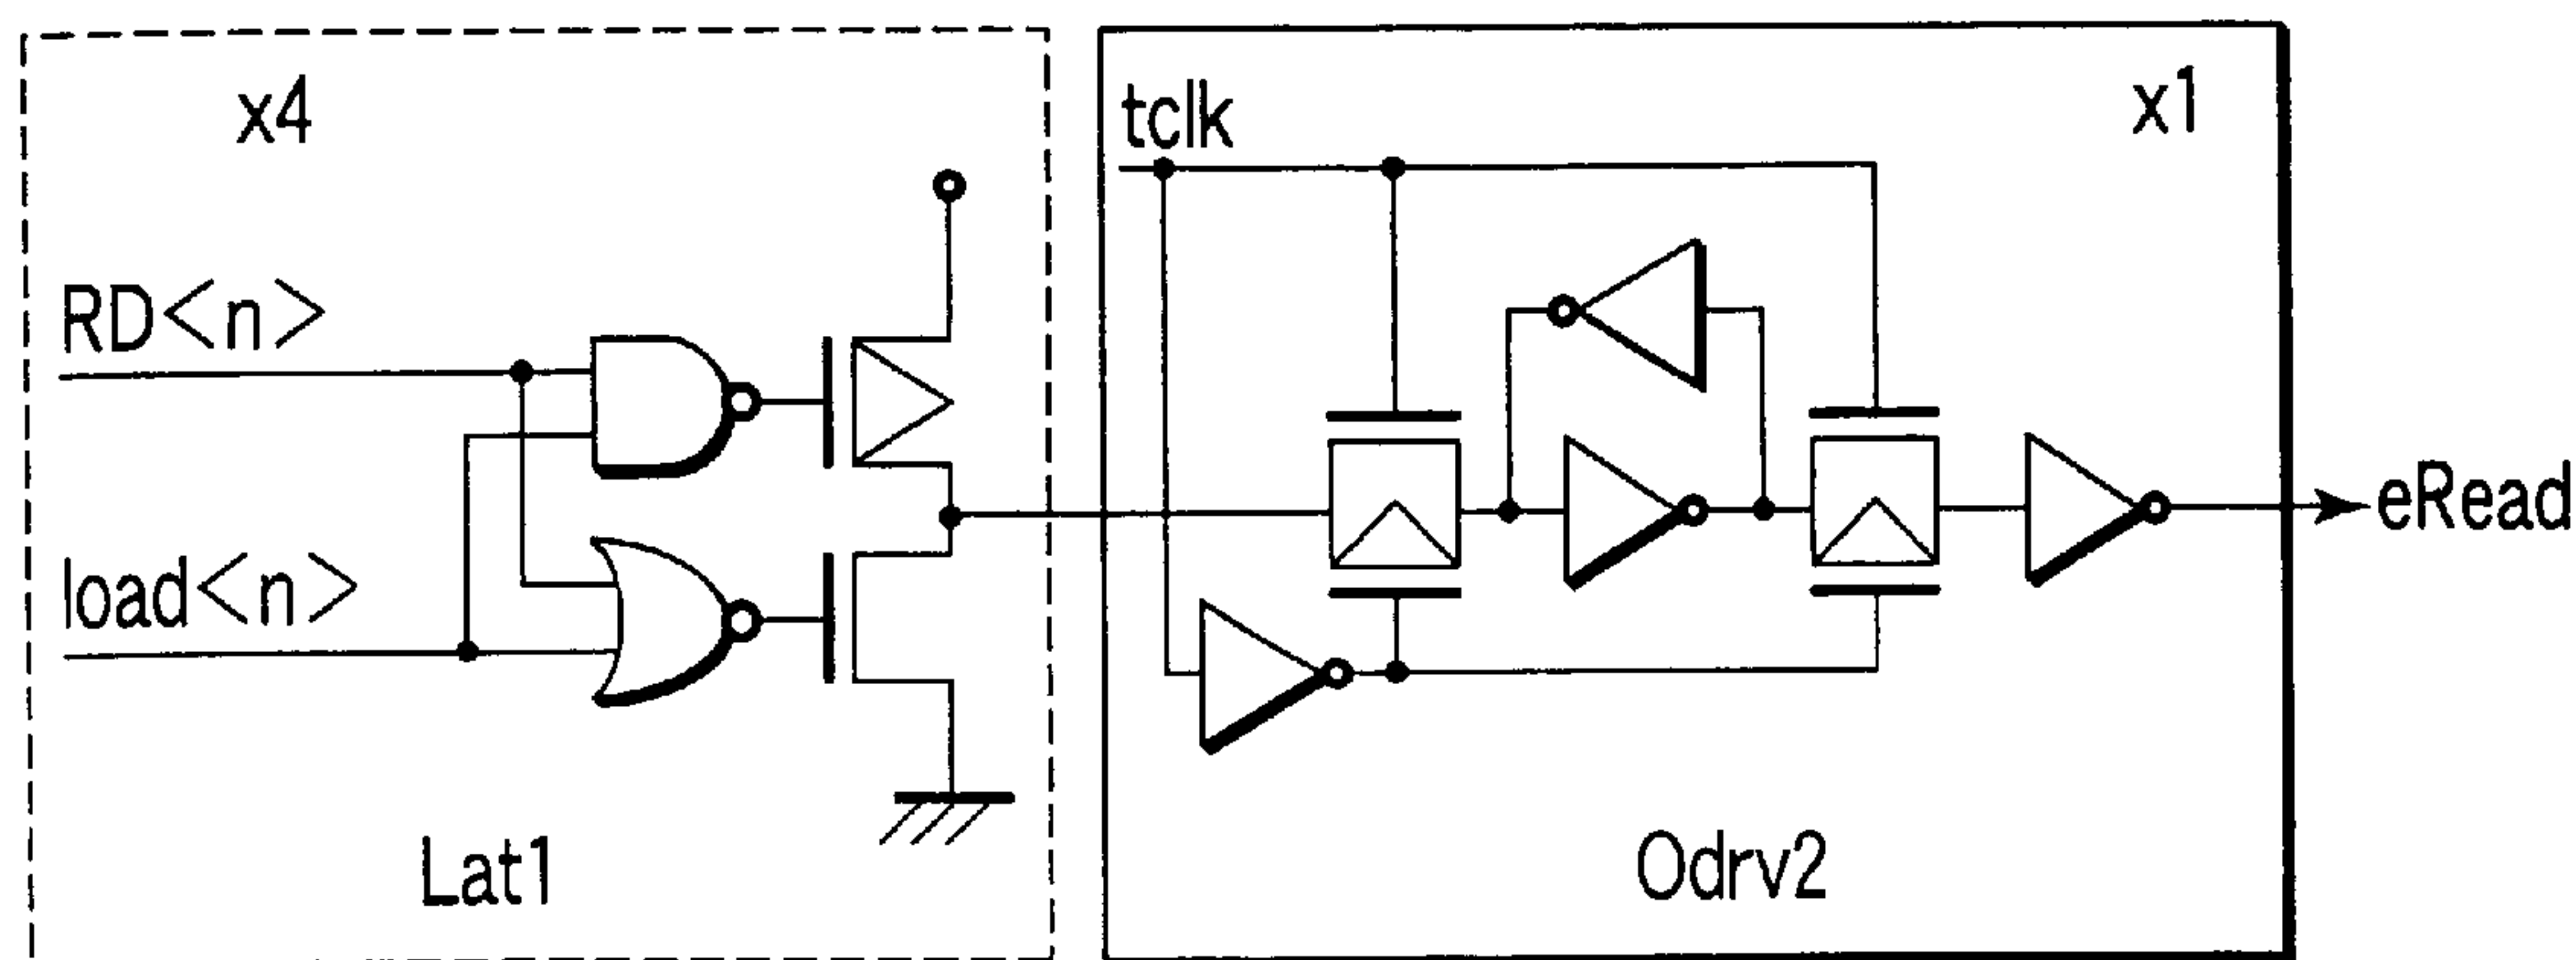 x4
RD<n>
load<n>
Lat1
tclk
x1
eRead
Odrv2